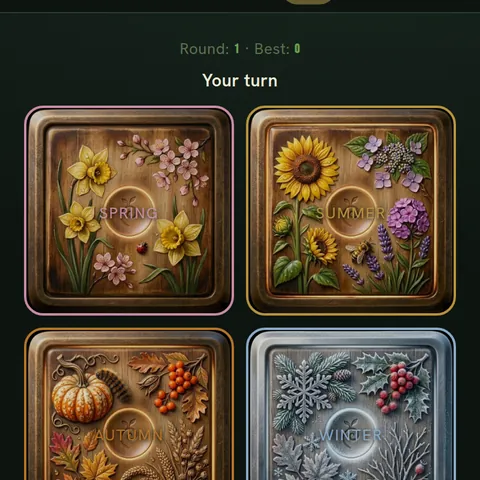 Round: 1 · Best: 0
Your turn
SPRING
SUMMER
AUTUMN
WINTER